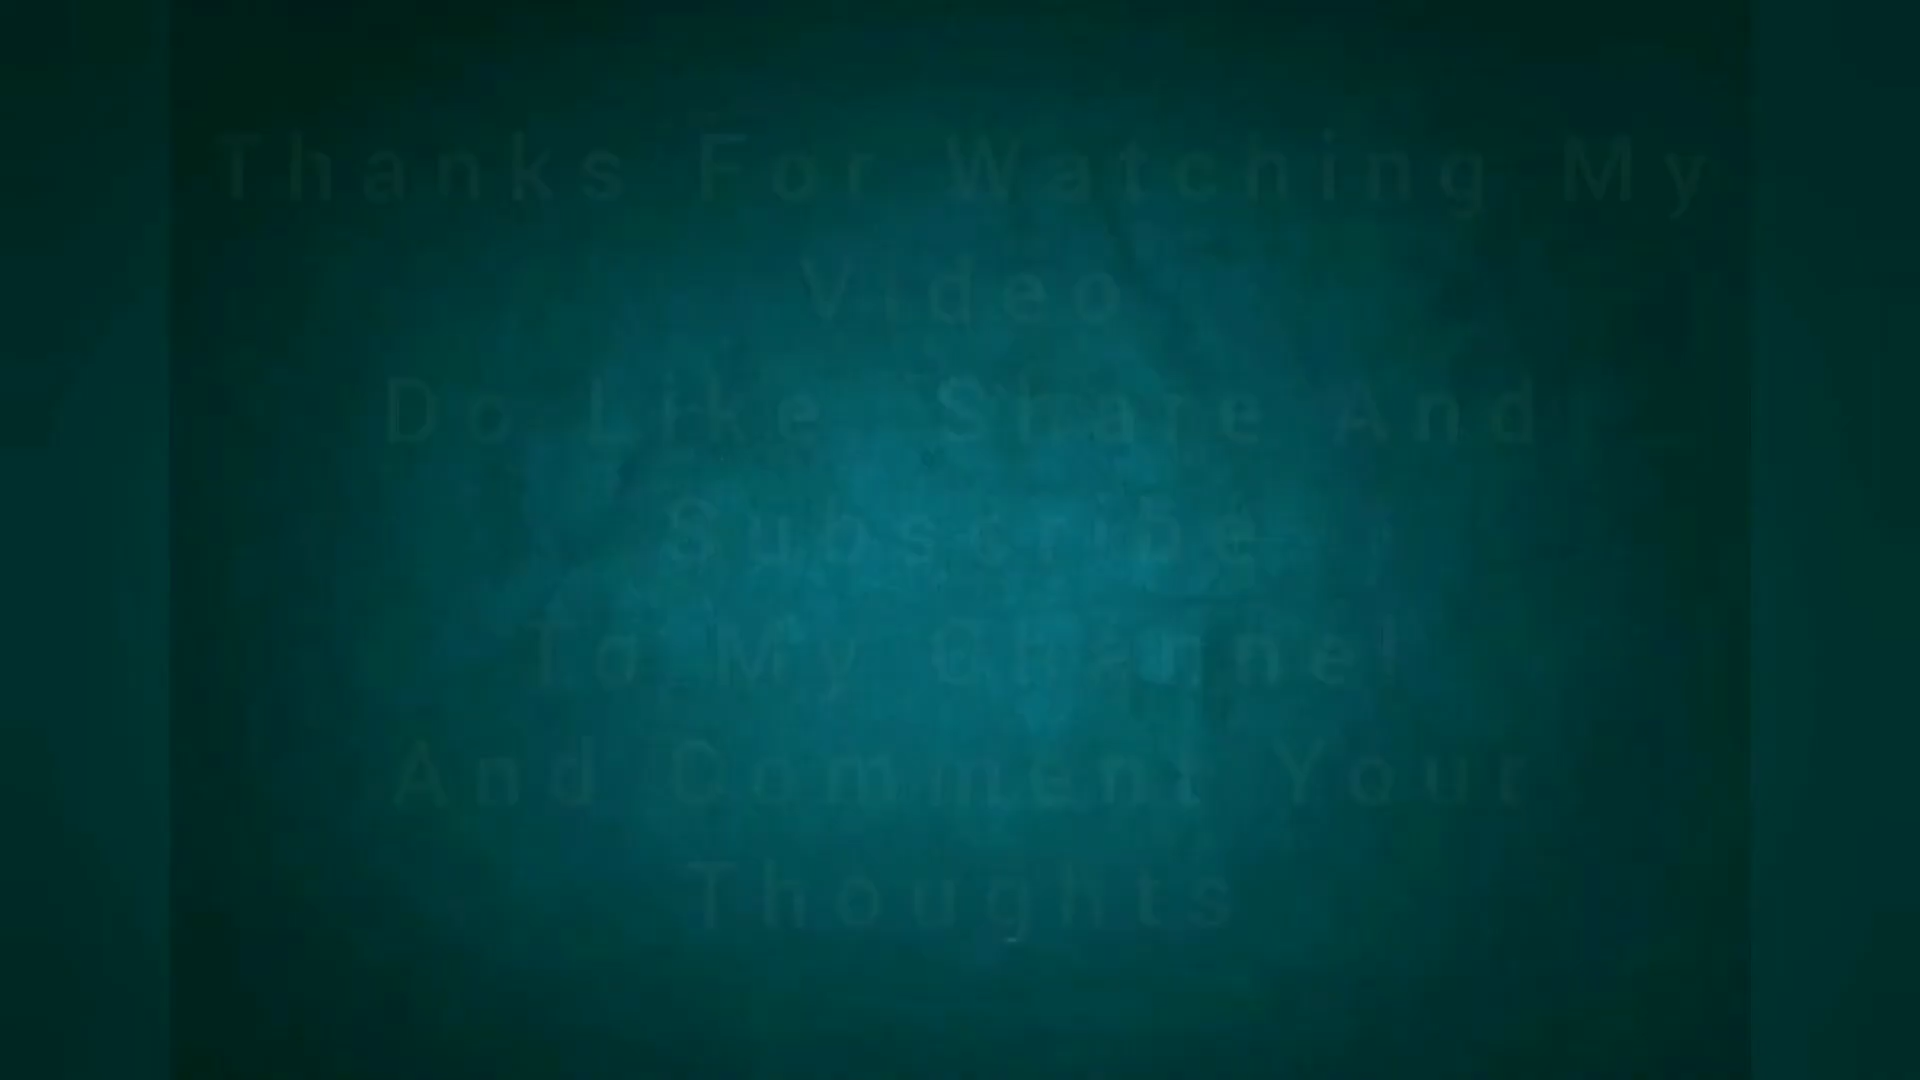 Thanks For Watching My
Video
Do Like, Share And
Subscribe
To My Channel
And Comment Your
Thoughts